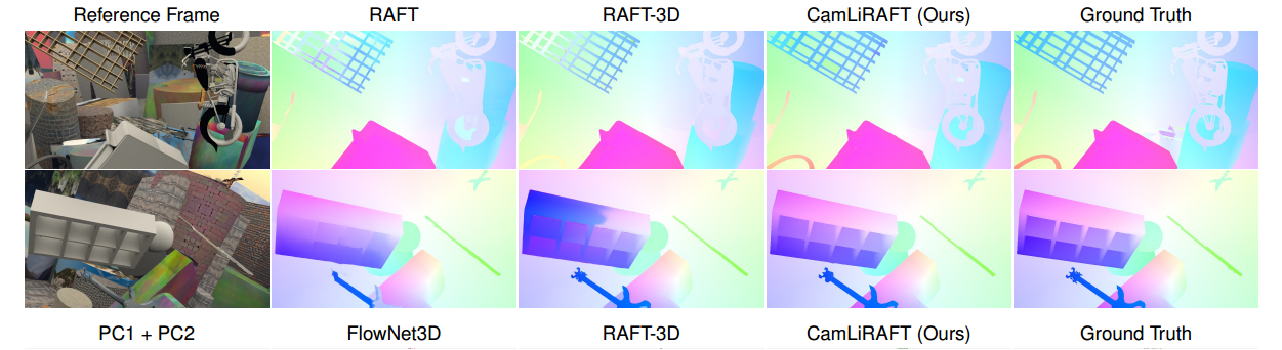 Reference Frame RAFT RAFT-3D CamLiRAFT (Ours) Ground Truth
PC1 + PC2 FlowNet3D RAFT-3D CamLiRAFT (Ours) Ground Truth